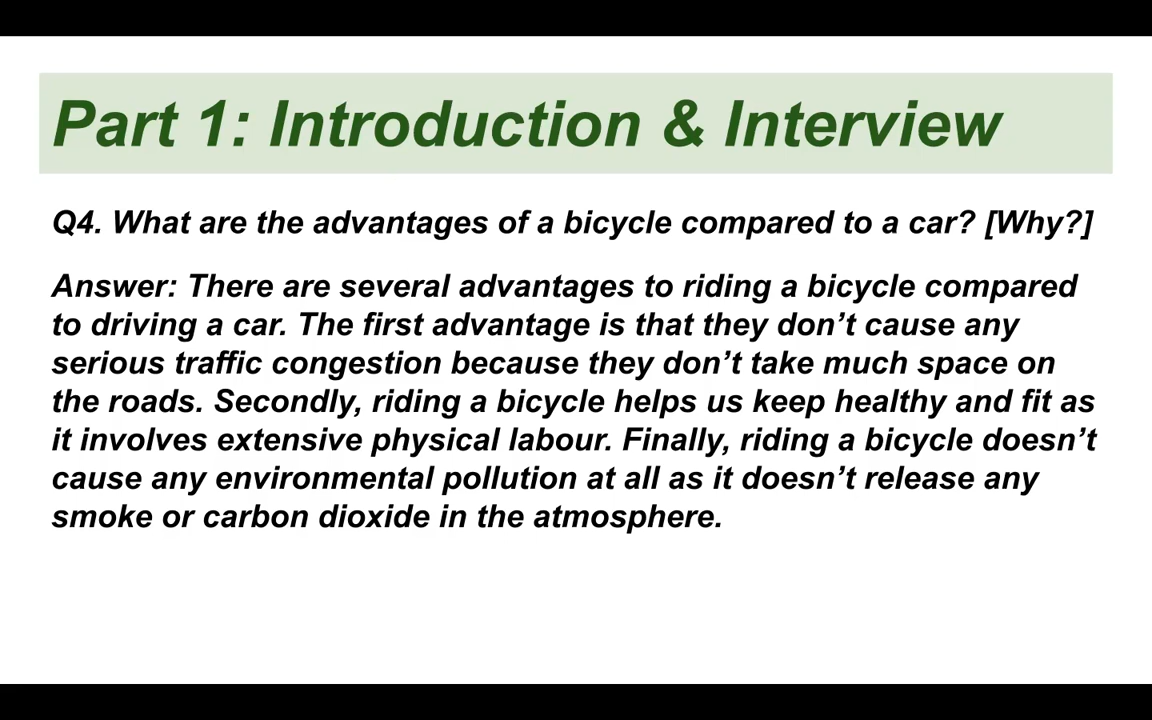 Part 1: Introduction & Interview
Q4. What are the advantages of a bicycle compared to a car? [Why?]
Answer: There are several advantages to riding a bicycle compared
to driving a car. The first advantage is that they don’t cause any
serious traffic congestion because they don’t take much space on
the roads. Secondly, riding a bicycle helps us keep healthy and fit as
it involves extensive physical labour. Finally, riding a bicycle doesn’t
cause any environmental pollution at all as it doesn’t release any
smoke or carbon dioxide in the atmosphere.